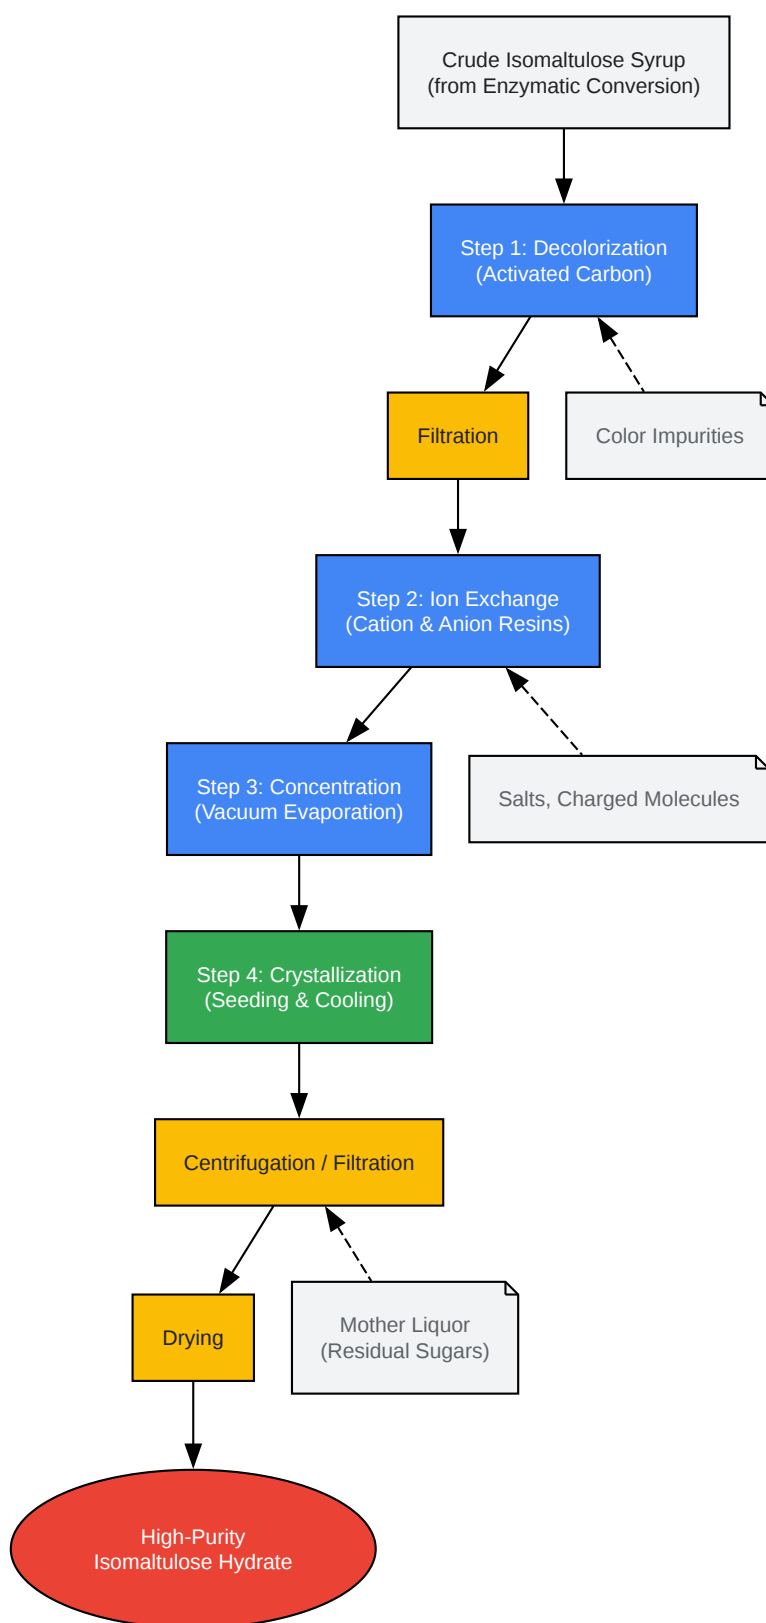 Crude Isomaltulose Syrup
(from Enzymatic Conversion)
Step 1: Decolorization
(Activated Carbon)
Filtration
Color Impurities
Step 2: Ion Exchange
(Cation & Anion Resins)
Step 3: Concentration
(Vacuum Evaporation)
Salts, Charged Molecules
Step 4: Crystallization
(Seeding & Cooling)
Centrifugation / Filtration
Drying
Mother Liquor
(Residual Sugars)
High-Purity
Isomaltulose Hydrate